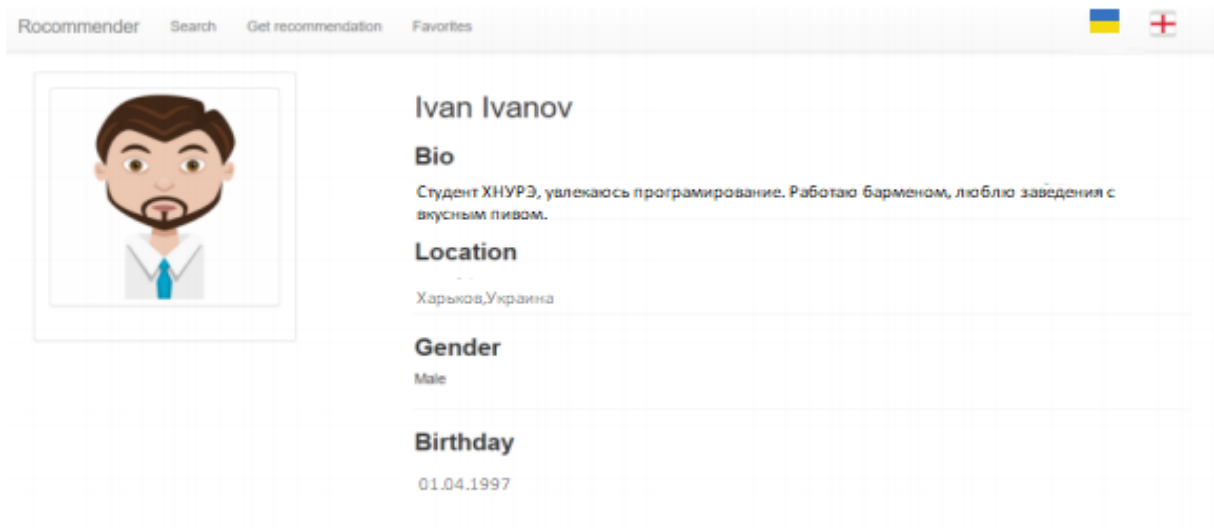 Rocommender Search Get recommendation Favorites
Ivan Ivanov
Bio
Студент ХНУРЭ, увлекаюсь програмирование. Работаю барменом, люблю заведения с
вкусным пивом.
Location
Харьков,Украина
Gender
Male
Birthday
01.04.1997